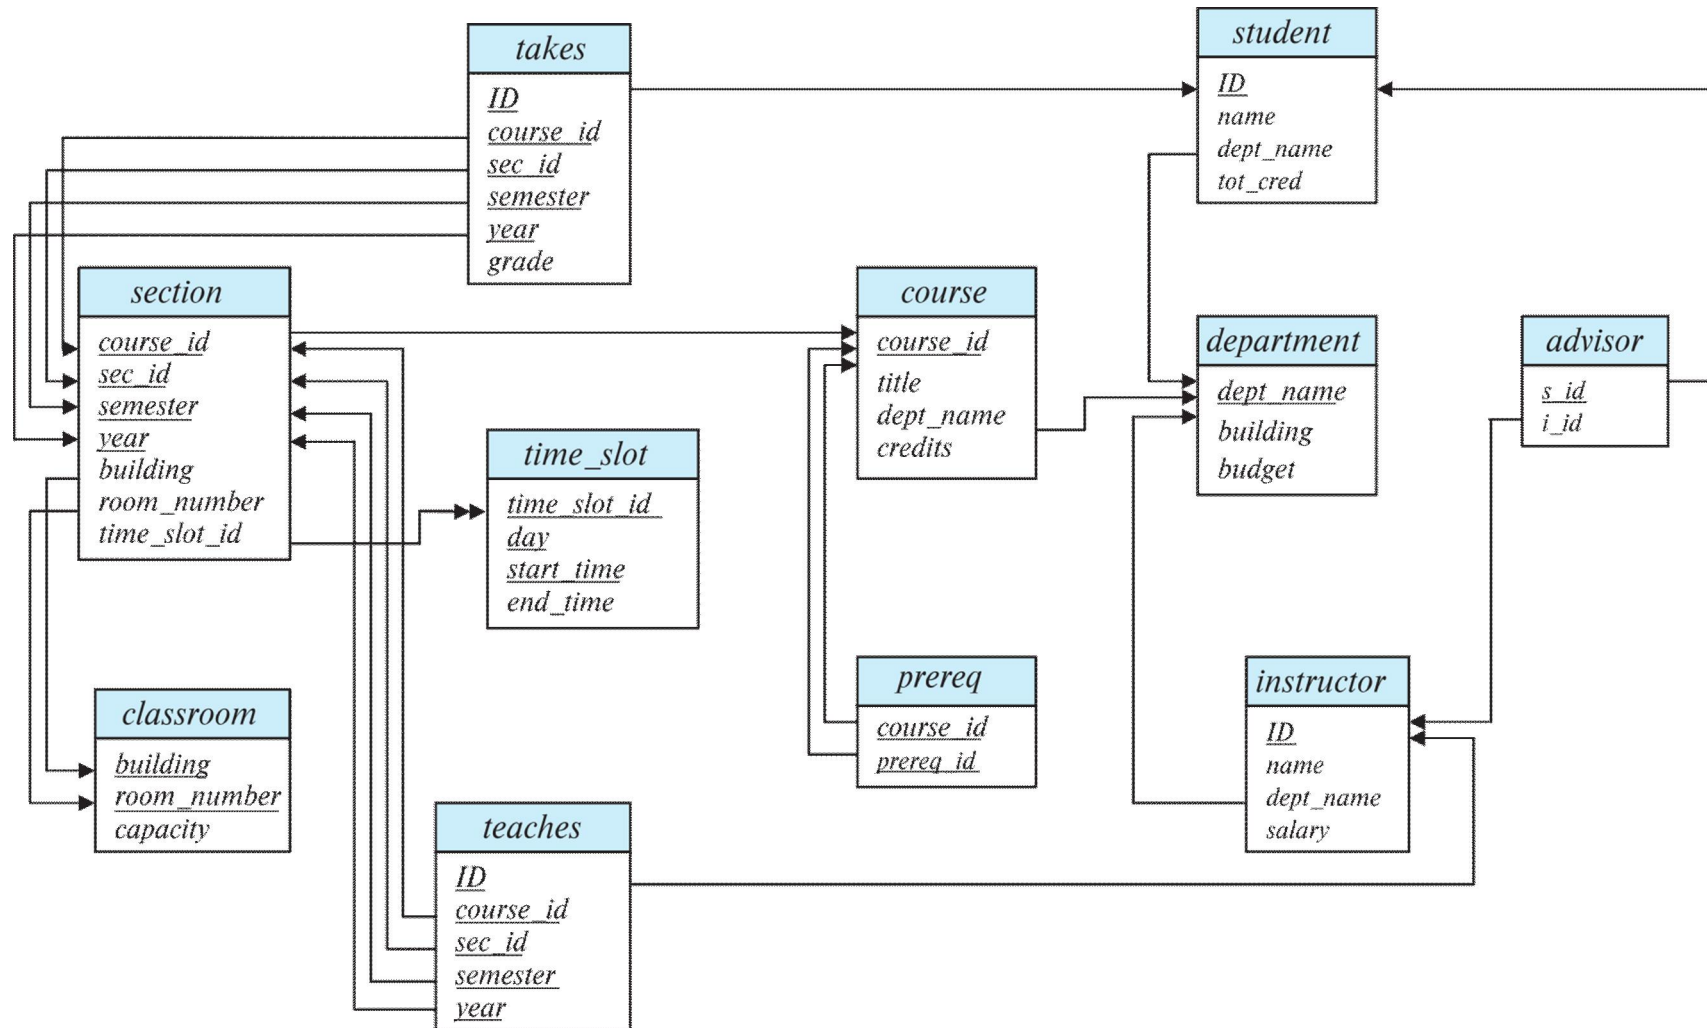 takes
ID
course_id
sec_id
semester
year
grade
student
ID
name
dept_name
tot_cred
section
course_id
sec_id
semester
year
building
room_number
time_slot_id
time_slot
time_slot_id
day
start_time
end_time
course
course_id
title
dept_name
credits
department
dept_name
building
budget
advisor
s_id
i_id
classroom
building
room_number
capacity
prereq
course_id
prereq_id
instructor
ID
name
dept_name
salary
teaches
ID
course_id
sec_id
semester
year